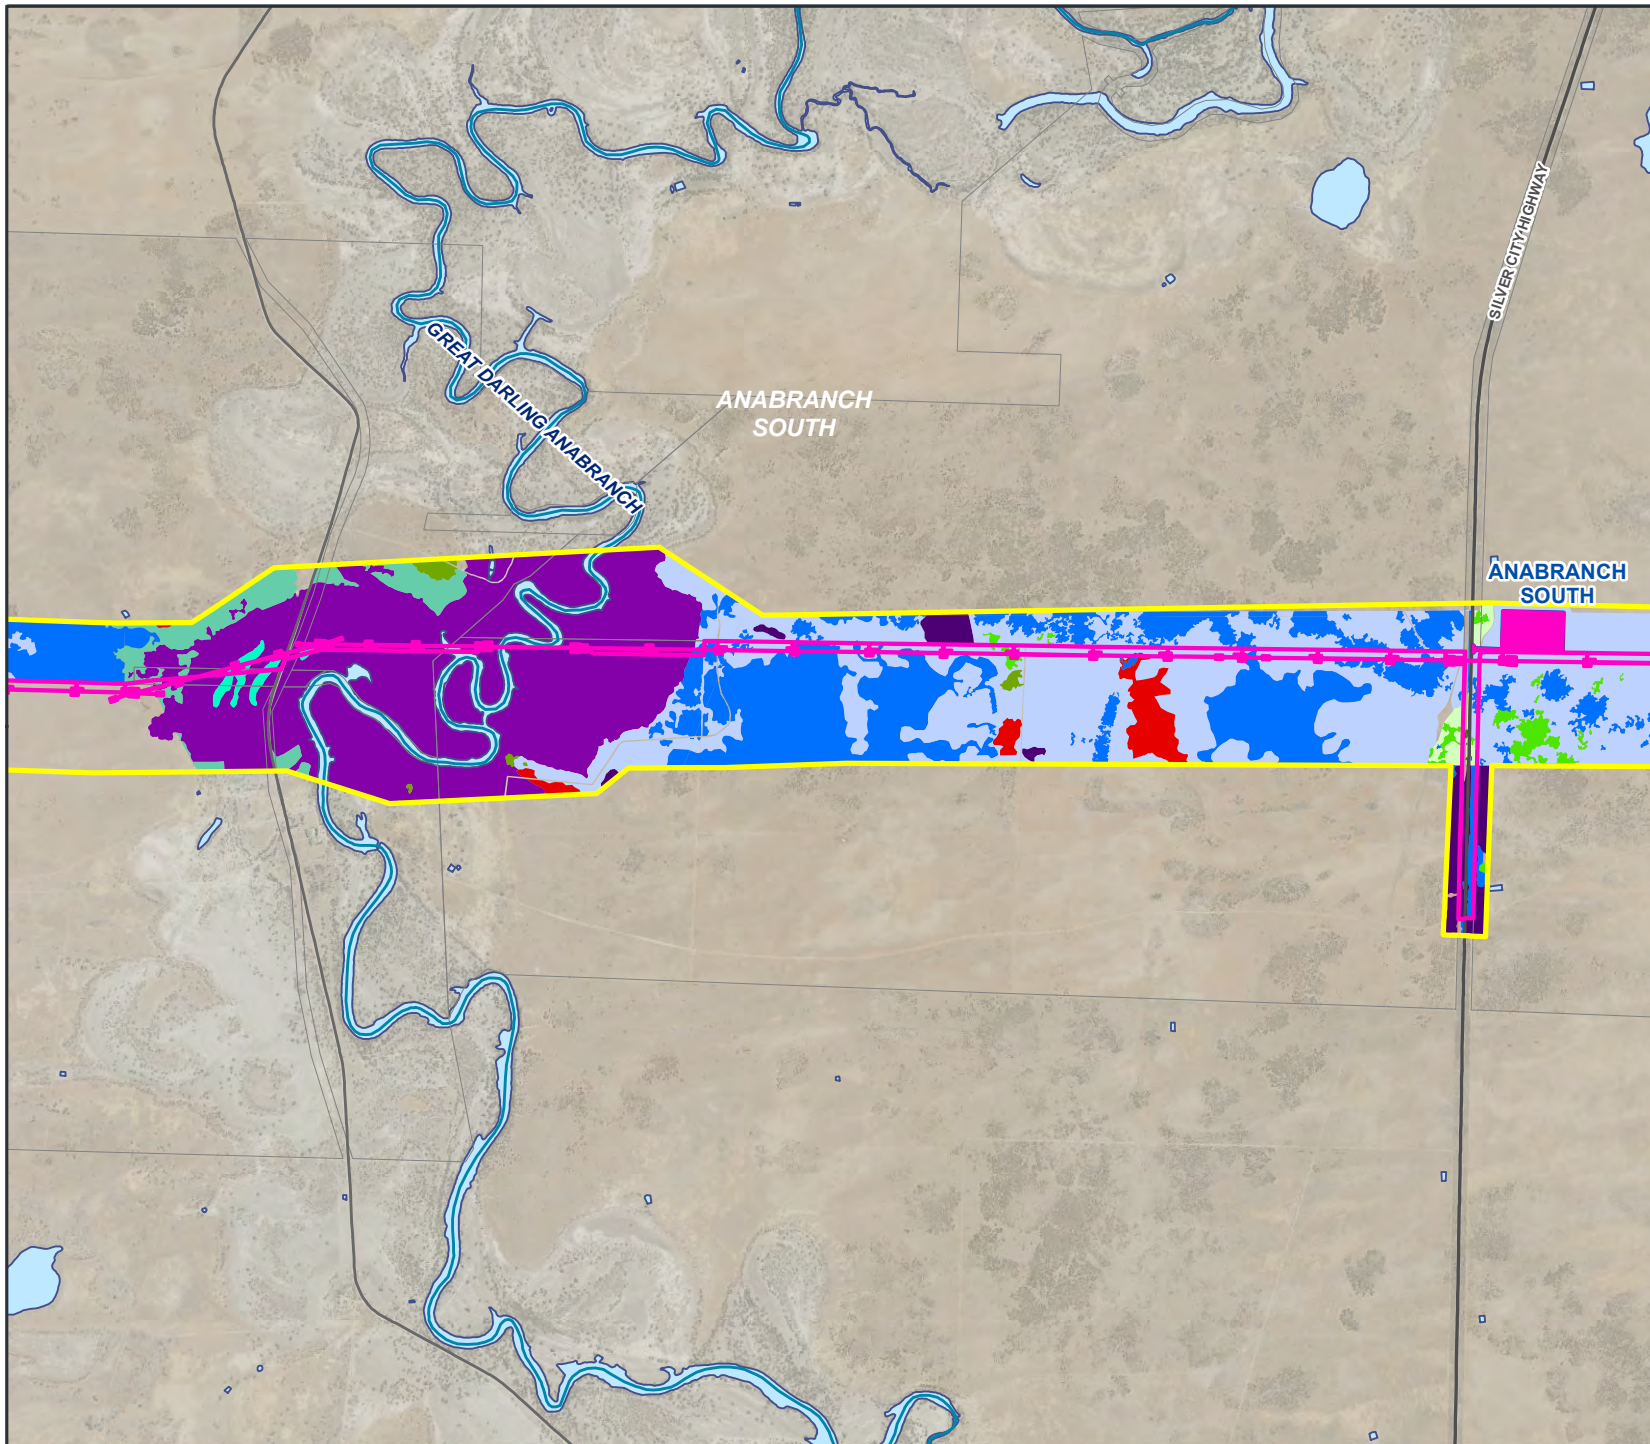 SILVER CITY HIGHWAY
GREAT DARLING ANABRANCH
ANABRANCH
SOUTH
ANABRANCH
SOUTH